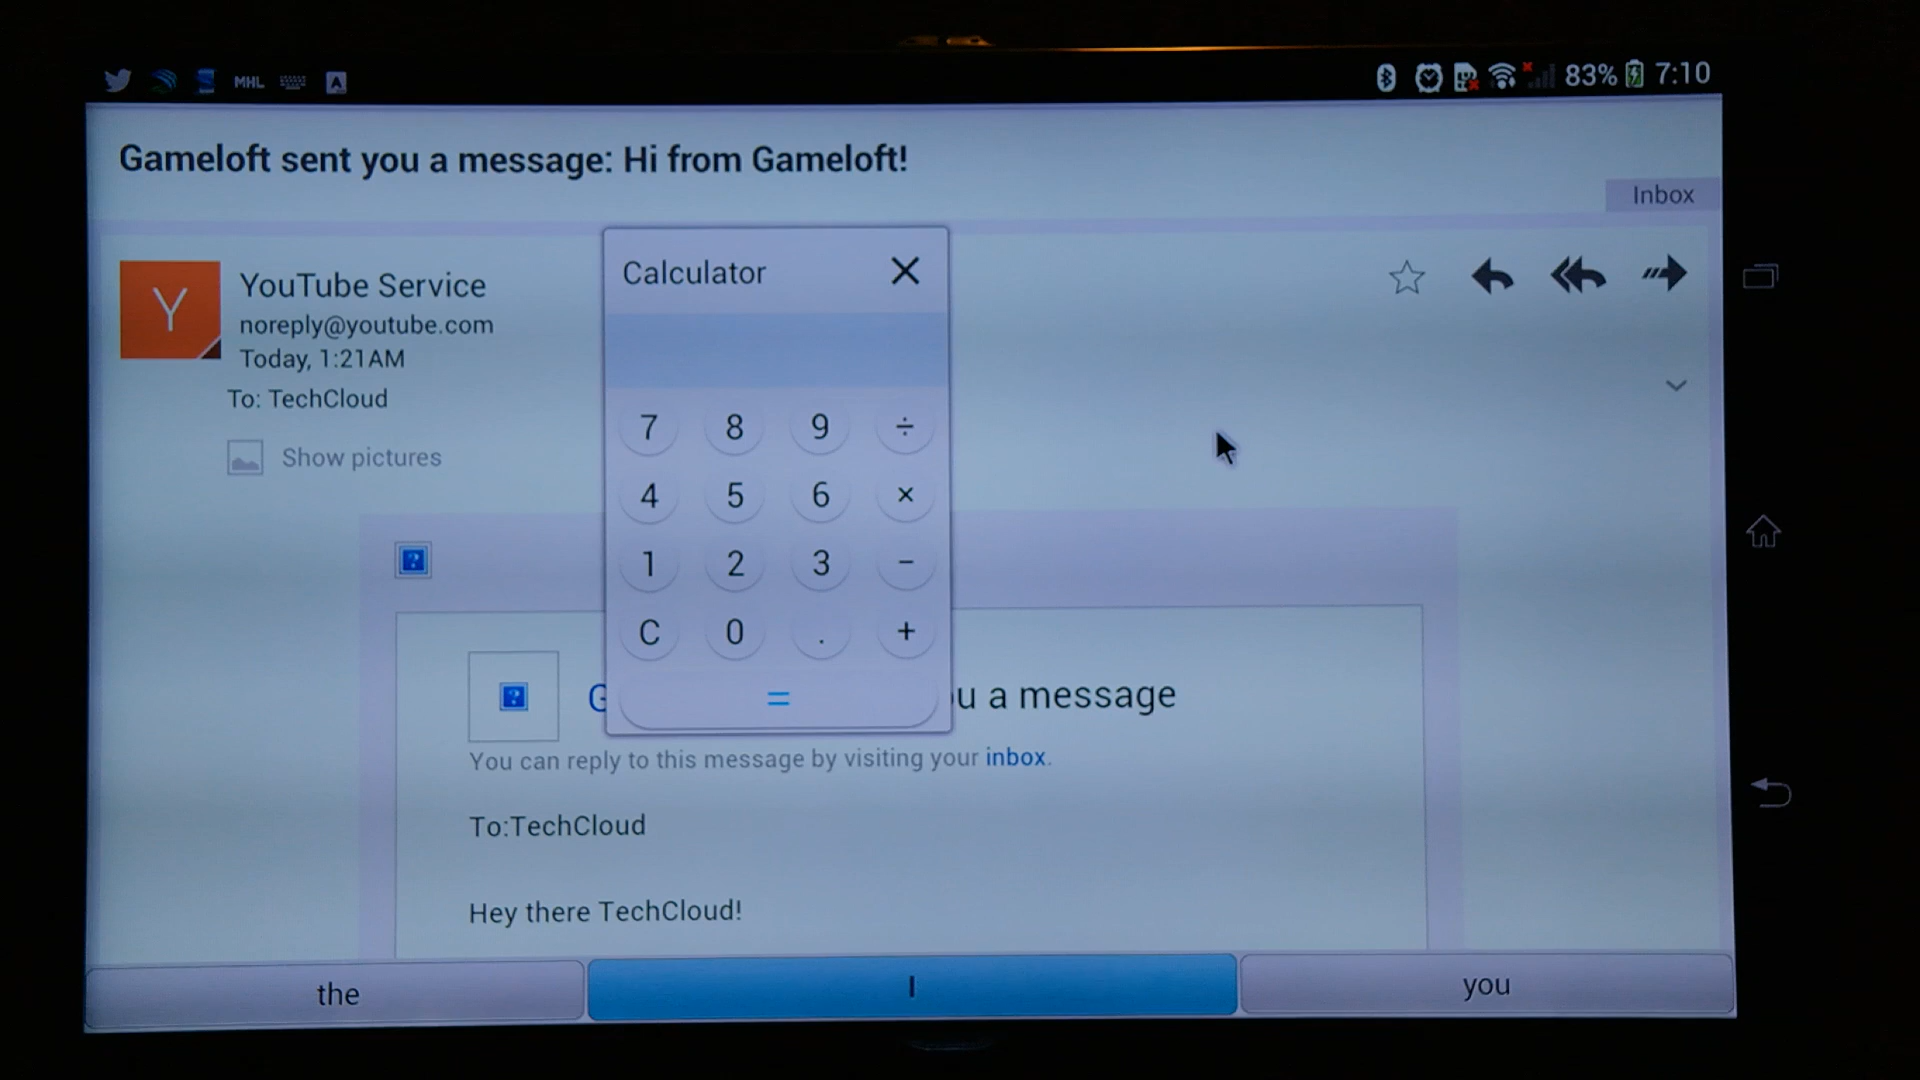 MHL
83% 7:10
Gameloft sent you a message: Hi from Gameloft!
Inbox
Y
YouTube Service
noreply@youtube.com
Today, 1:21AM
To: TechCloud
Show pictures
Calculator
7 8 9 ÷
4 5 6 ×
1 2 3 −
C 0 . +
=
G
u a message
You can reply to this message by visiting your inbox.
To:TechCloud
Hey there TechCloud!
the I you